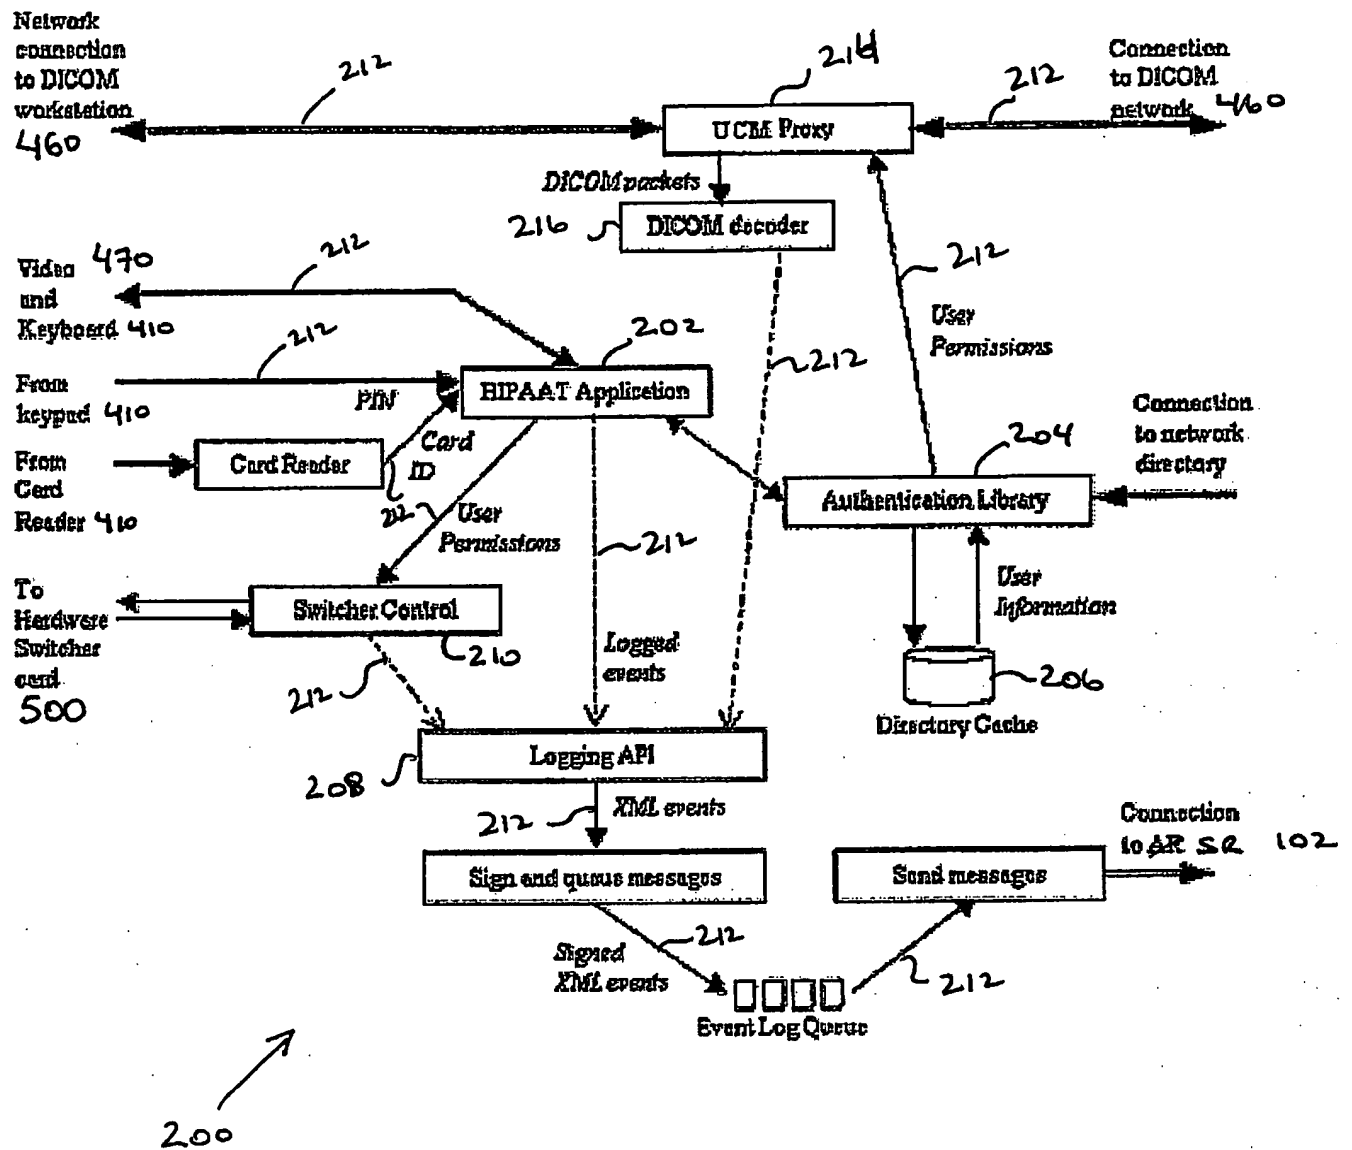 Network
connection
to DICOM
workstation
460
212
214
UCM Proxy
212
Connection
to DICOM
network 460
DICOM packets
216
DICOM decoder
Video 470
and
Keyboard 410
212
212
User
Permissions
212
202
212
From
keypad 410
PIN
HIPAAT Application
Connection
to network
directory
From
Card
Reader 410
Card Reader
Card
ID
212
204
Authentication Library
212
User
Permissions
212
User
Information
To
Hardware
Switcher
card
500
Switcher Control
210
212
Logged
events
206
Directory Cache
208
Logging API
212
XML events
Connection
to SR 102
Sign and queue messages
Send messages
Signed
XML events
212
212
Event Log Queue
200